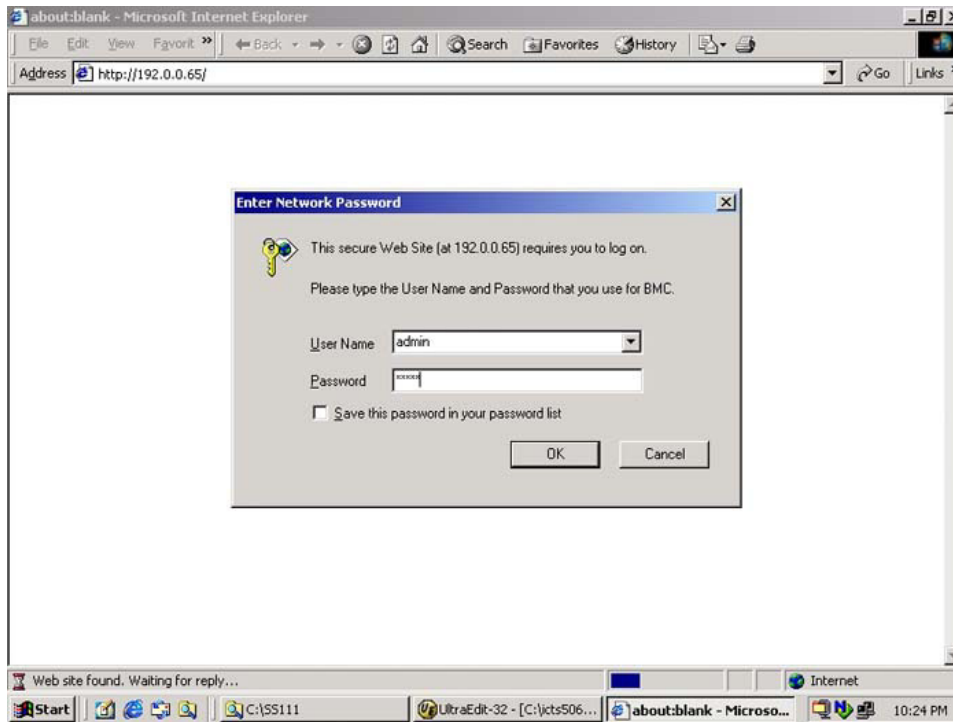 about:blank - Microsoft Internet Explorer
File Edit View Favorit » Back Search Favorites History
Address http://192.0.0.65/ Go Links
Enter Network Password
This secure Web Site (at 192.0.0.65) requires you to log on.
Please type the User Name and Password that you use for BMC.
User Name admin
Password *****
Save this password in your password list
OK Cancel
Web site found. Waiting for reply... Internet
Start C:\SS111 UltraEdit-32 - [C:\icts506... about:blank - Microso... 10:24 PM